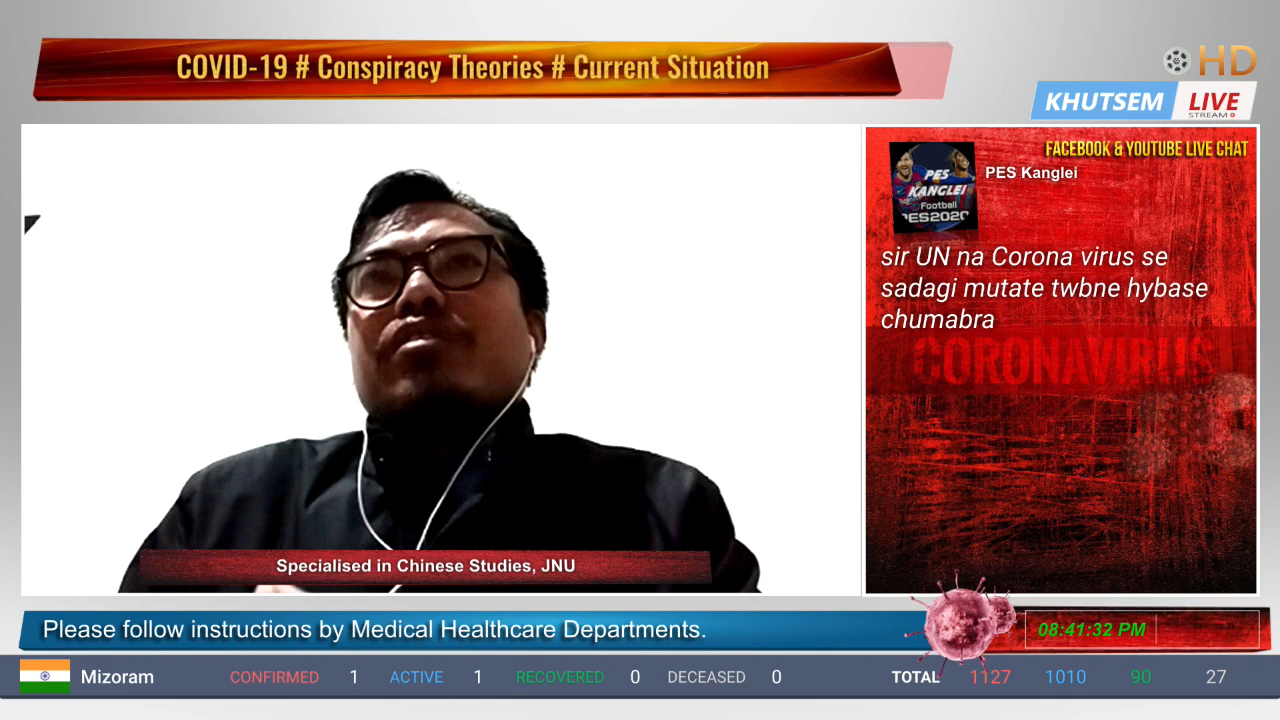 COVID-19 # Conspiracy Theories # Current Situation
HD
KHUTSEM LIVE
STREAM
FACEBOOK & YOUTUBE LIVE CHAT
PES Kanglei
PES
KANGLEI
Football
PES2020
sir UN na Corona virus se
sadagi mutate twbne hybase
chumabra
CORONAVIRUS
Specialised in Chinese Studies, JNU
Please follow instructions by Medical Healthcare Departments.
08:41:32 PM
Mizoram CONFIRMED 1 ACTIVE 1 RECOVERED 0 DECEASED 0 TOTAL 1127 1010 90 27